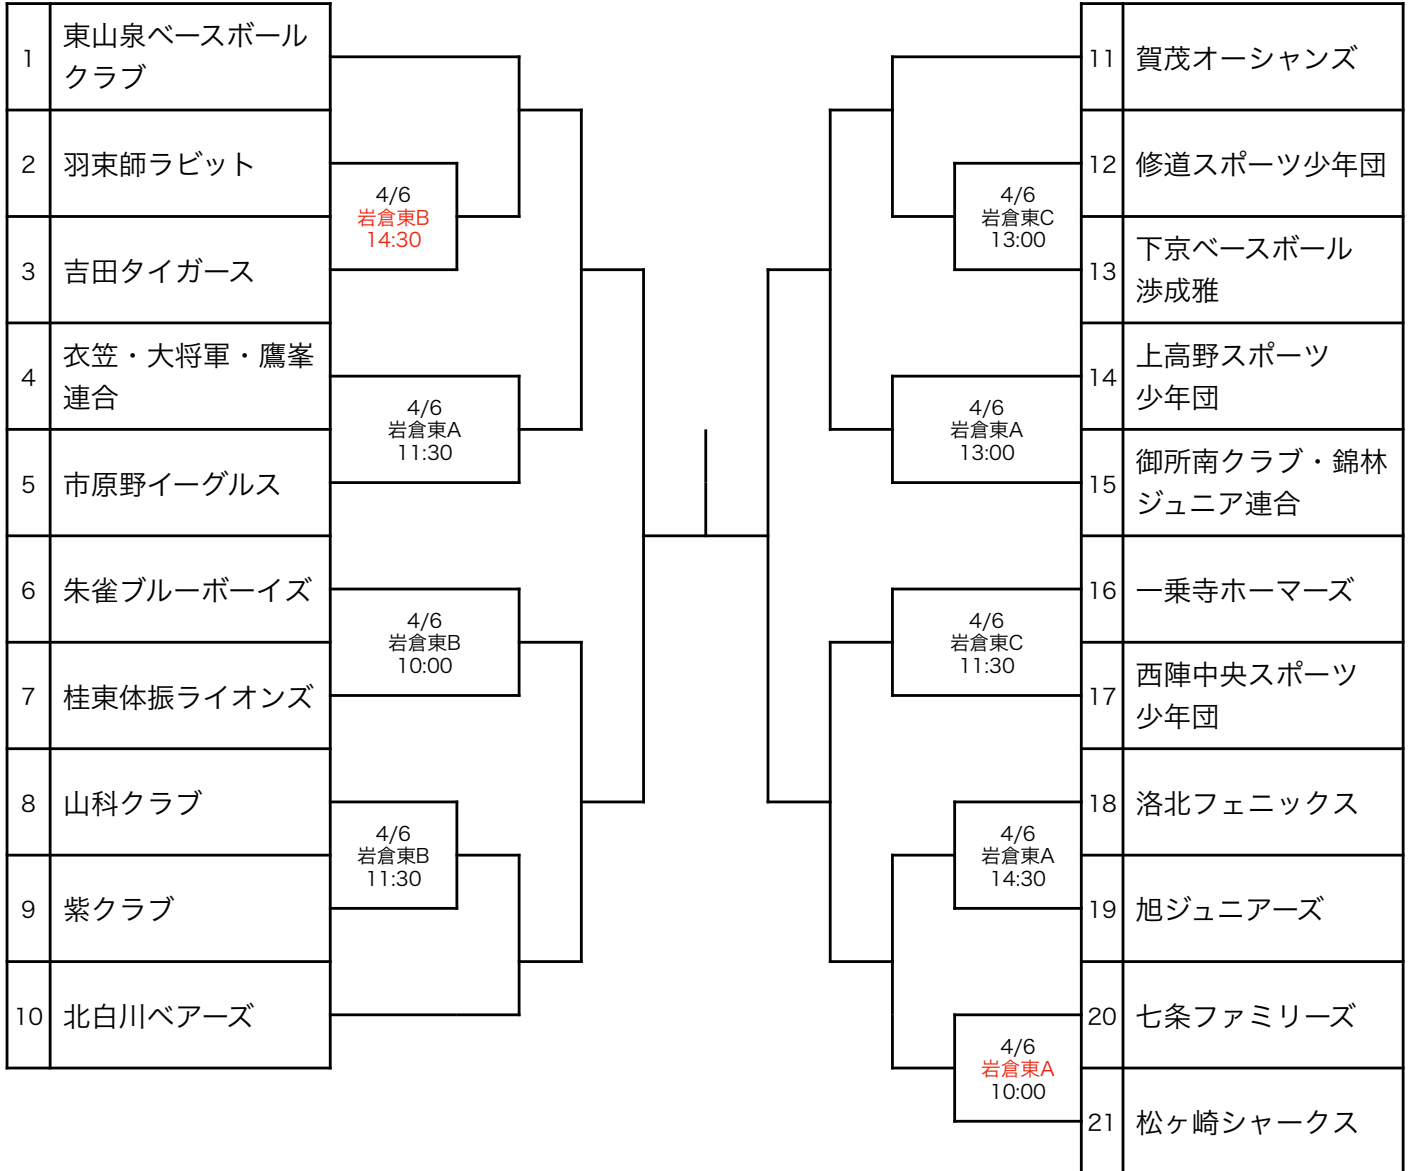 1
東山泉ベースボール
クラブ
2
羽束師ラビット
3
吉田タイガース
4/6
岩倉東B
14:30
4
衣笠・大将軍・鷹峯
連合
5
市原野イーグルス
4/6
岩倉東A
11:30
6
朱雀ブルーボーイズ
7
桂東体振ライオンズ
4/6
岩倉東B
10:00
8
山科クラブ
9
紫クラブ
4/6
岩倉東B
11:30
10
北白川ベアーズ
11
賀茂オーシャンズ
12
修道スポーツ少年団
4/6
岩倉東C
13:00
13
下京ベースボール
渉成雅
14
上高野スポーツ
少年団
4/6
岩倉東A
13:00
15
御所南クラブ・錦林
ジュニア連合
16
一乗寺ホーマーズ
4/6
岩倉東C
11:30
17
西陣中央スポーツ
少年団
18
洛北フェニックス
4/6
岩倉東A
14:30
19
旭ジュニアーズ
20
七条ファミリーズ
4/6
岩倉東A
10:00
21
松ヶ崎シャークス